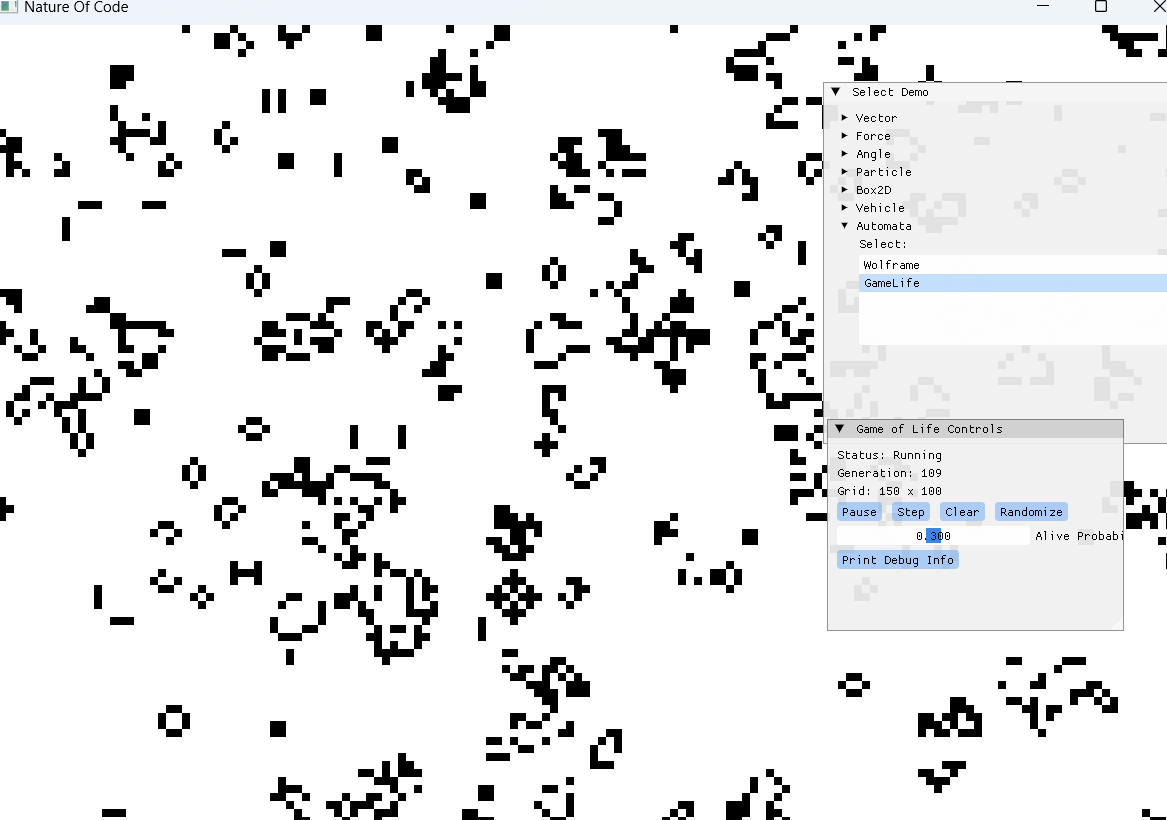 Nature Of Code
Select Demo
Vector
Force
Angle
Particle
Box2D
Vehicle
Automata
Select:
Wolframe
GameLife
Game of Life Controls
Status: Running
Generation: 109
Grid: 150 x 100
Pause Step Clear Randomize
0.300 Alive Probabi
Print Debug Info